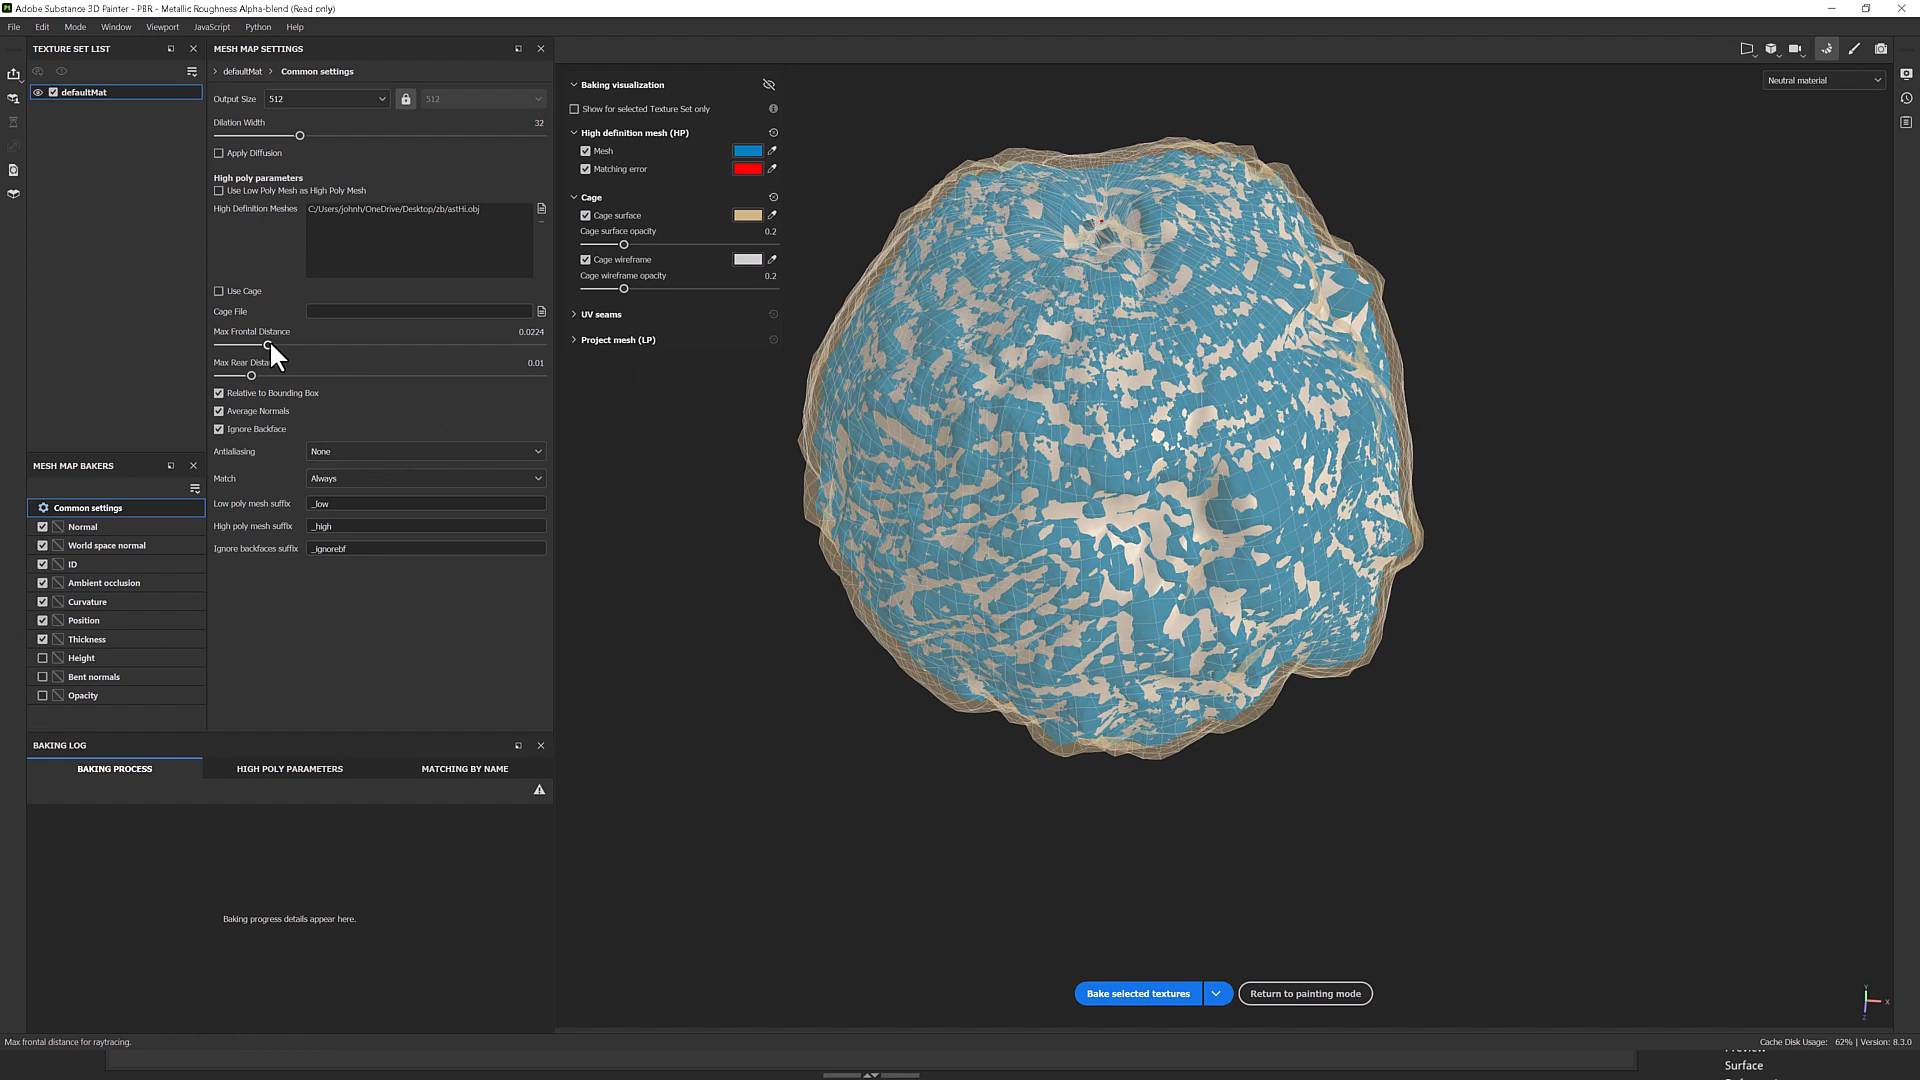 Adobe Substance 3D Painter - PBR - Metallic Roughness Alpha-blend (Read only)
File Edit Mode Window Viewport JavaScript Python Help
TEXTURE SET LIST
defaultMat
MESH MAP SETTINGS
defaultMat > Common settings
Output Size 512 512
Dilation Width 32
Apply Diffusion
High poly parameters
Use Low Poly Mesh as High Poly Mesh
High Definition Meshes C:/Users/johnh/OneDrive/Desktop/zb/astHi.obj
Use Cage
Cage File
Max Frontal Distance 0.0224
Max Rear Dista 0.01
Relative to Bounding Box
Average Normals
Ignore Backface
Antialiasing None
Match Always
Low poly mesh suffix _low
High poly mesh suffix _high
Ignore backfaces suffix _ignorebf
MESH MAP BAKERS
Common settings
Normal
World space normal
ID
Ambient occlusion
Curvature
Position
Thickness
Height
Bent normals
Opacity
BAKING LOG
BAKING PROCESS HIGH POLY PARAMETERS MATCHING BY NAME
Baking progress details appear here.
Baking visualization
Show for selected Texture Set only
High definition mesh (HP)
Mesh
Matching error
Cage
Cage surface
Cage surface opacity 0.2
Cage wireframe
Cage wireframe opacity 0.2
UV seams
Project mesh (LP)
Neutral material
Bake selected textures
Return to painting mode
Y
X
Z
Max frontal distance for raytracing.
Cache Disk Usage: 62% | Version: 8.3.0
Surface